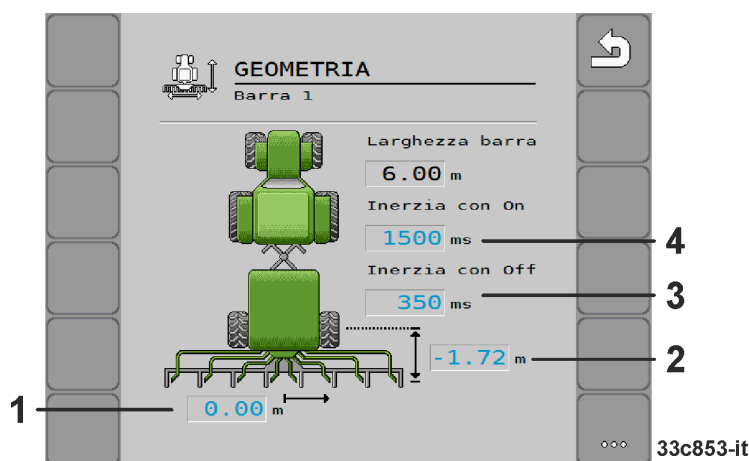 GEOMETRIA
Barra 1
Larghezza barra
6.00 m
Inerzia con On
1500 ms
4
Inerzia con Off
350 ms
3
-1.72 m
2
1
0.00 m
33c853-it